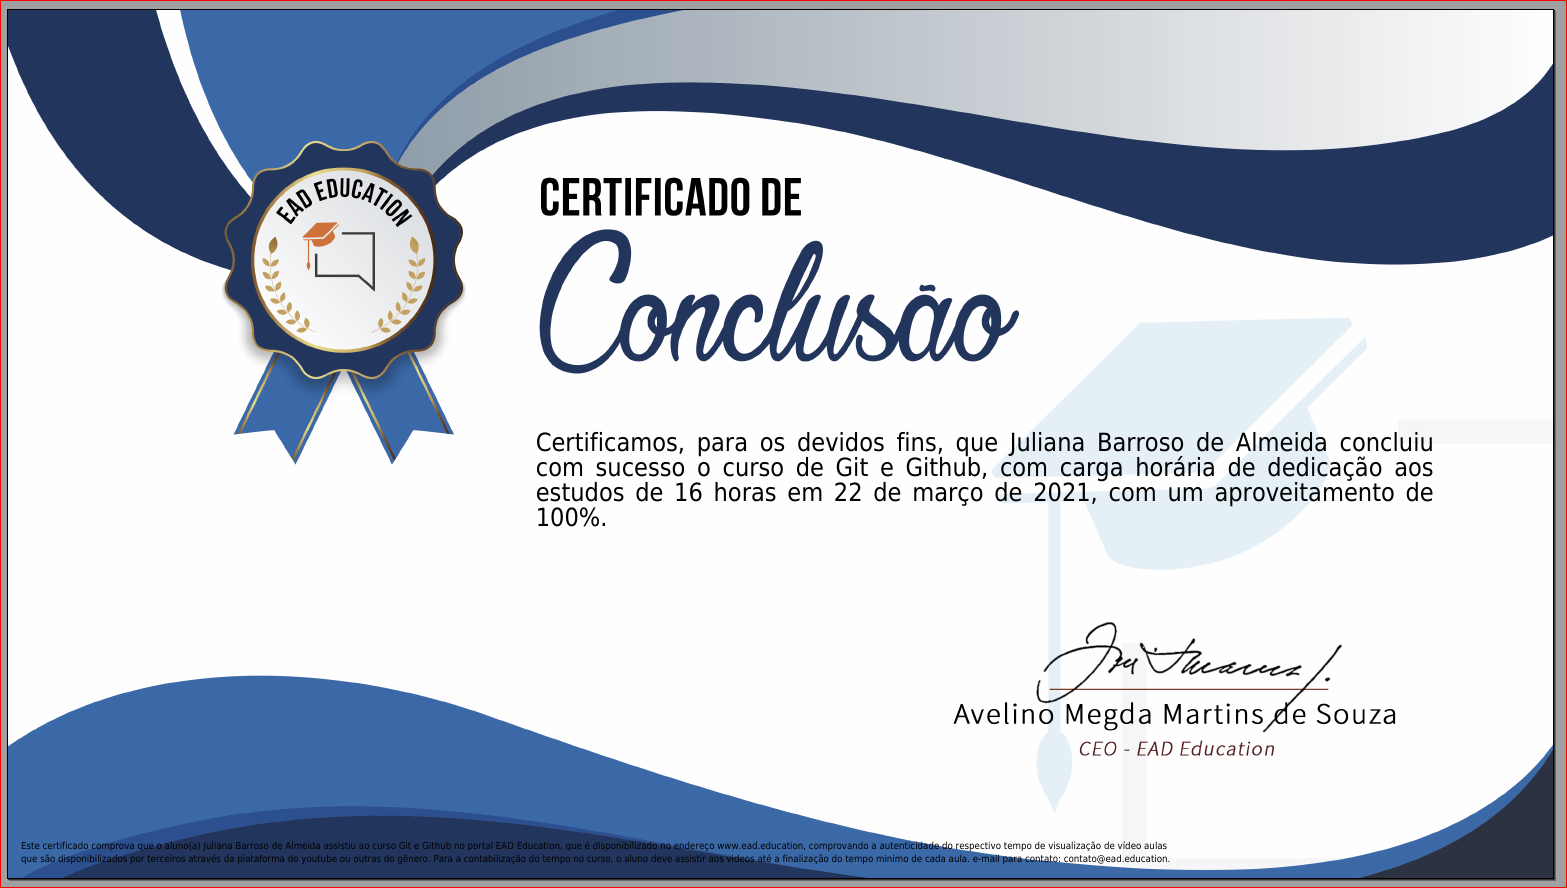 EAD EDUCATION
CERTIFICADO DE
Conclusão
Certificamos, para os devidos fins, que Juliana Barroso de Almeida concluiu
com sucesso o curso de Git e Github, com carga horária de dedicação aos
estudos de 16 horas em 22 de março de 2021, com um aproveitamento de
100%.
Avelino Megda Martins de Souza
CEO - EAD Education
Este certificado comprova que o aluno(a) Juliana Barroso de Almeida assistiu ao curso Git e Github no portal EAD Education, que é disponibilizado no endereço www.ead.education, comprovando a autenticidade do respectivo tempo de visualização de vídeo aulas
que são disponibilizados por terceiros através da plataforma do youtube ou outras do gênero. Para a contabilização do tempo no curso, o aluno deve assistir aos videos até a finalização do tempo minimo de cada aula. e-mail para contato: contato@ead.education.